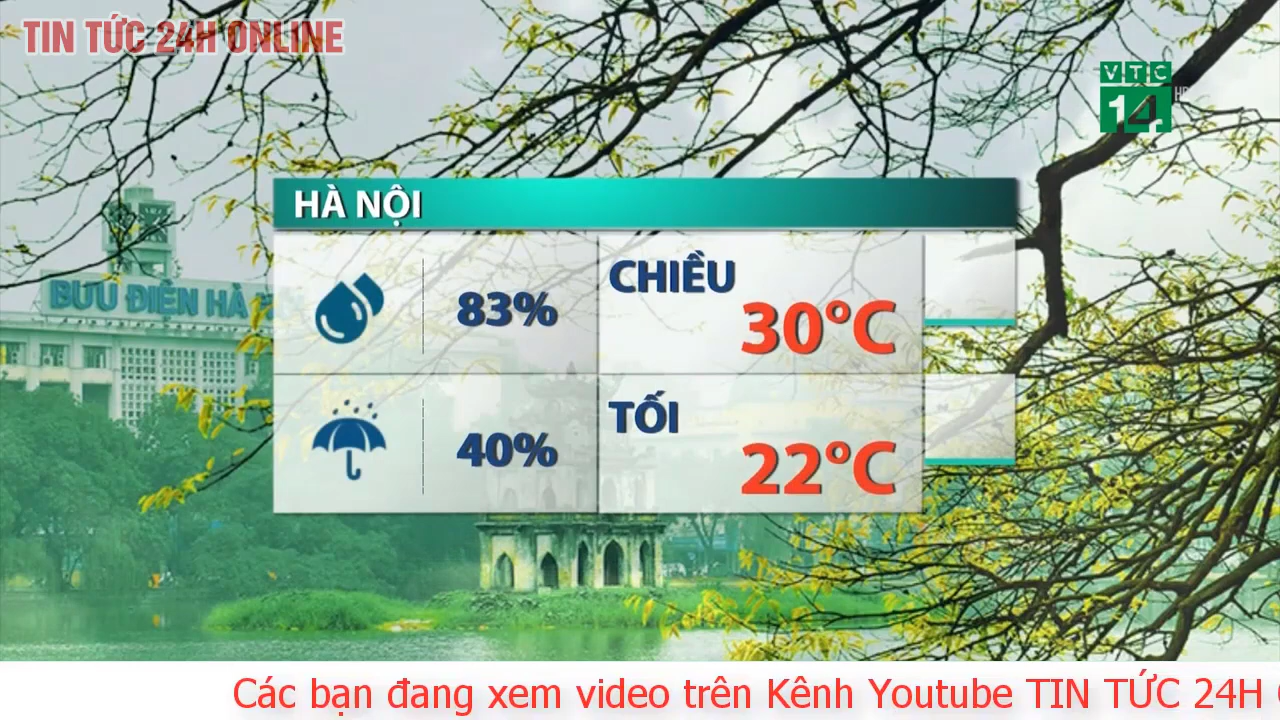 TIN TỨC 24H ONLINE
VTC
14
HD
HÀ NỘI
BƯU ĐIỆN HÀ
83%
CHIỀU
30°C
40%
TỐI
22°C
Các bạn đang xem video trên Kênh Youtube TIN TỨC 24H